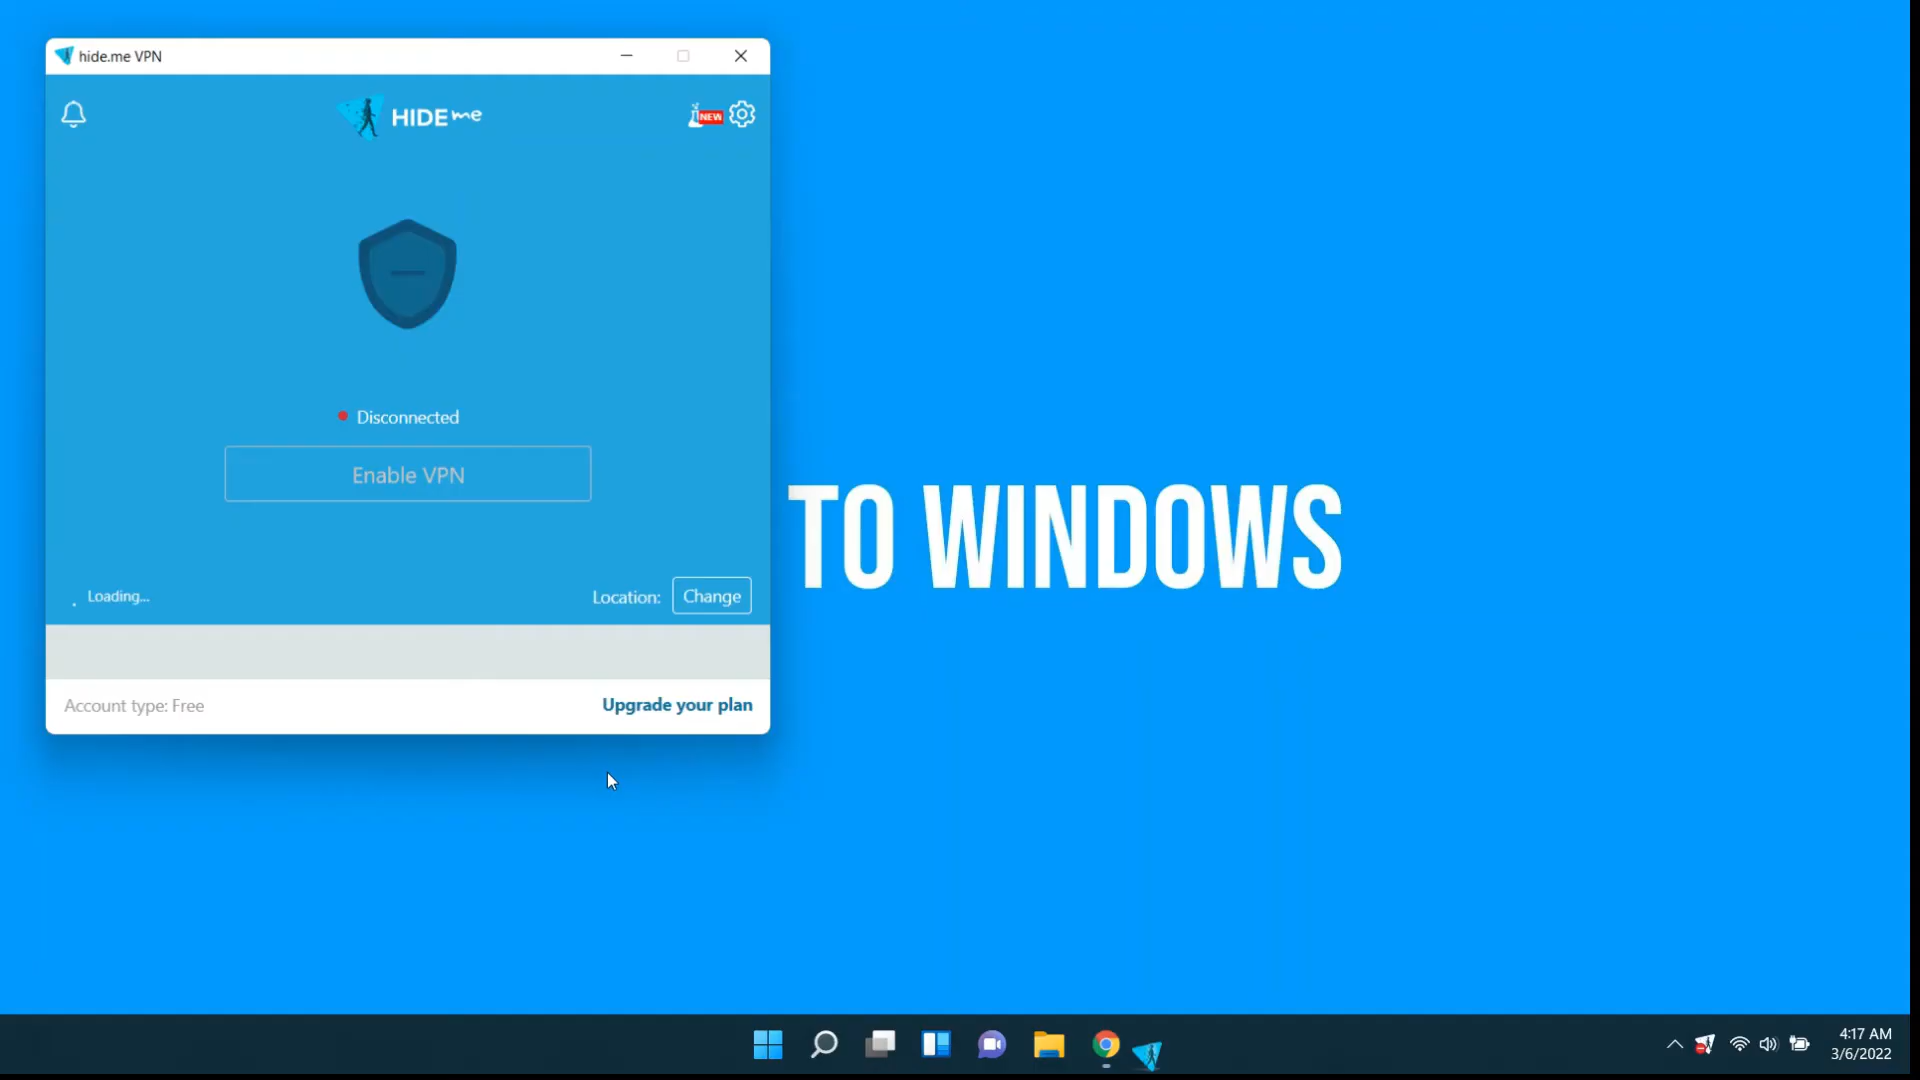 hide.me VPN
HIDE me
NEW
Disconnected
Enable VPN
Loading...
Location: Change
Account type: Free
Upgrade your plan
TO WINDOWS
4:17 AM
3/6/2022